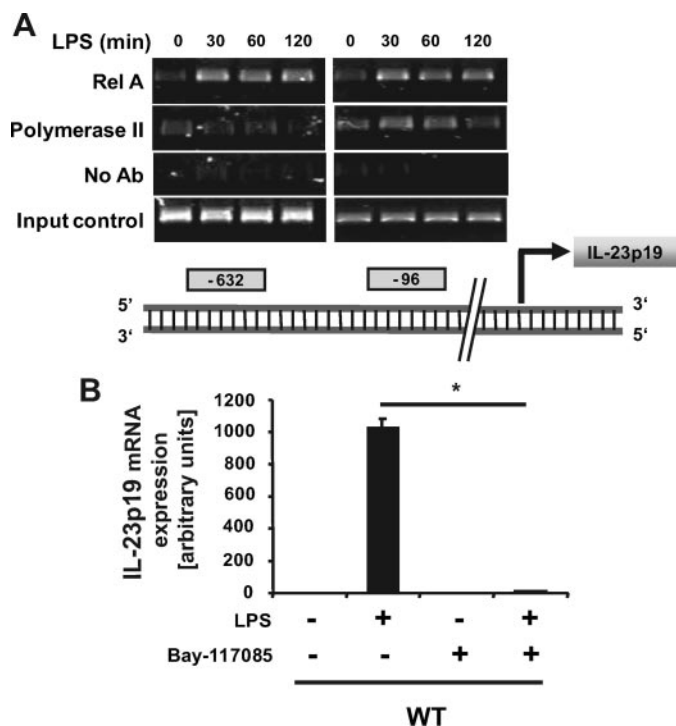 A
LPS (min) 0 30 60 120 0 30 60 120
Rel A
Polymerase II
No Ab
Input control
IL-23p19
-632 -96
5' 3'
3' 5'
B
*
IL-23p19 mRNA
expression
[arbitrary units]
1200
1000
800
600
400
200
0
LPS - + - +
Bay-117085 - - + +
WT